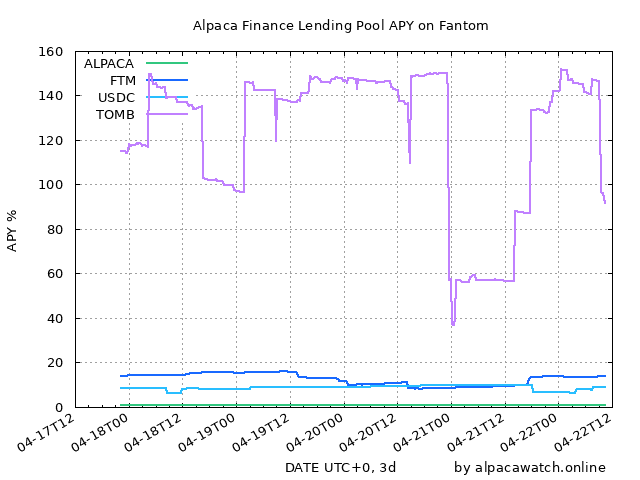 Alpaca Finance Lending Pool APY on Fantom
160
140
120
100
80
60
40
20
0
APY %
ALPACA
FTM
USDC
TOMB
04-17T12
04-18T00
04-18T12
04-19T00
04-19T12
04-20T00
04-20T12
04-21T00
04-21T12
04-22T00
04-22T12
DATE UTC+0, 3d
by alpacawatch.online